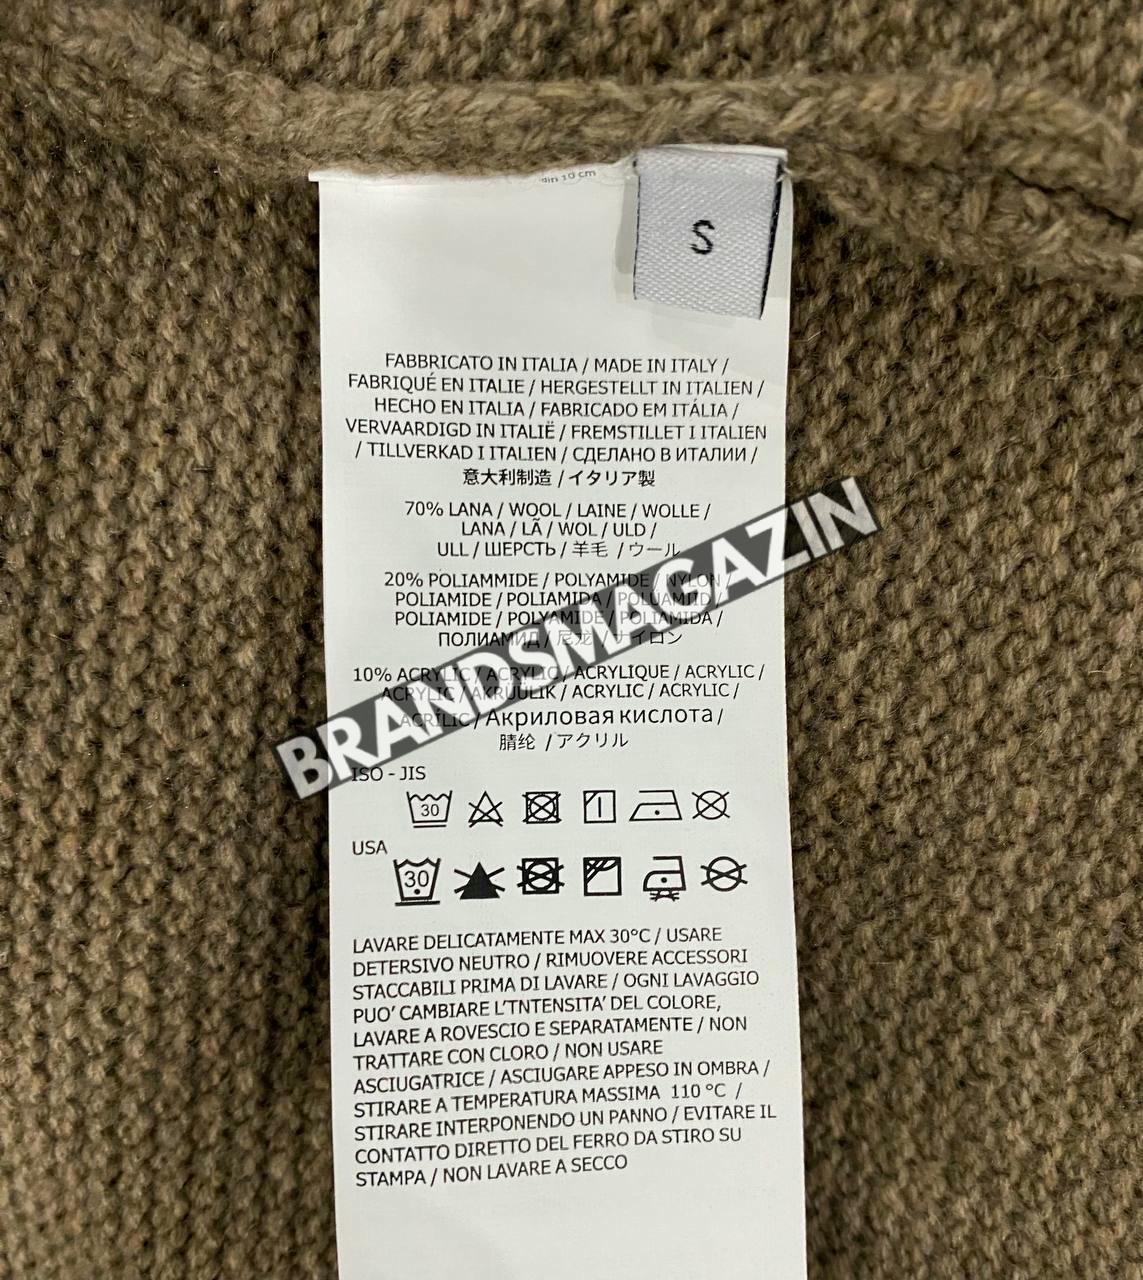 min 10 cm
S
FABBRICATO IN ITALIA / MADE IN ITALY /
FABRIQUÉ EN ITALIE / HERGESTELLT IN ITALIEN /
HECHO EN ITALIA / FABRICADO EM ITÁLIA /
VERVAARDIGD IN ITALIË / FREMSTILLET I ITALIEN
/ TILLVERKAD I ITALIEN / СДЕЛАНО В ИТАЛИИ /
意大利制造 / イタリア製
70% LANA / WOOL / LAINE / WOLLE /
LANA / LÃ / WOL / ULD /
ULL / ШЕРСТЬ / 羊毛 / ウール
20% POLIAMMIDE / POLYAMIDE / NYLON /
POLIAMIDE / POLIAMIDA / POLÜAMIID /
POLIAMIDE / POLYAMIDE / POLIAMIDA /
ПОЛИАМИД / 尼龙 / ナイロン
BRANDSMAGAZIN
10% ACRYLIC / ACRYLIC / ACRYLIQUE / ACRYLIC /
ACRYLIC / AKRÜÜLIK / ACRYLIC / ACRYLIC /
ACRÍLIC / Акриловая кислота /
腈纶 / アクリル
ISO - JIS
30
USA
30
LAVARE DELICATAMENTE MAX 30°C / USARE
DETERSIVO NEUTRO / RIMUOVERE ACCESSORI
STACCABILI PRIMA DI LAVARE / OGNI LAVAGGIO
PUO' CAMBIARE L'TNTENSITA' DEL COLORE,
LAVARE A ROVESCIO E SEPARATAMENTE / NON
TRATTARE CON CLORO / NON USARE
ASCIUGATRICE / ASCIUGARE APPESO IN OMBRA /
STIRARE A TEMPERATURA MASSIMA 110 °C /
STIRARE INTERPONENDO UN PANNO / EVITARE IL
CONTATTO DIRETTO DEL FERRO DA STIRO SU
STAMPA / NON LAVARE A SECCO